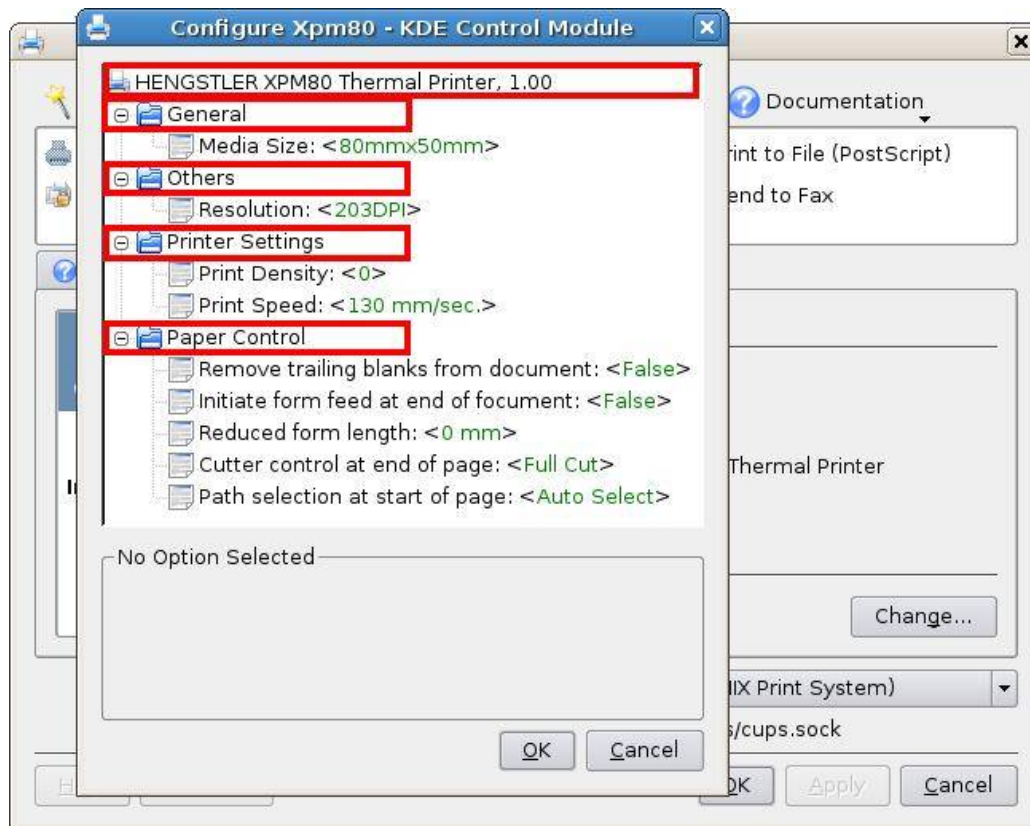 Configure Xpm80 - KDE Control Module
HENGSTLER XPM80 Thermal Printer, 1.00
General
Media Size: <80mmx50mm>
Others
Resolution: <203DPI>
Printer Settings
Print Density: <0>
Print Speed: <130 mm/sec.>
Paper Control
Remove trailing blanks from document: <False>
Initiate form feed at end of focument: <False>
Reduced form length: <0 mm>
Cutter control at end of page: <Full Cut>
Path selection at start of page: <Auto Select>
No Option Selected
OK
Cancel
Documentation
rint to File (PostScript)
end to Fax
Thermal Printer
Change...
IX Print System)
s/cups.sock
OK
Apply
Cancel